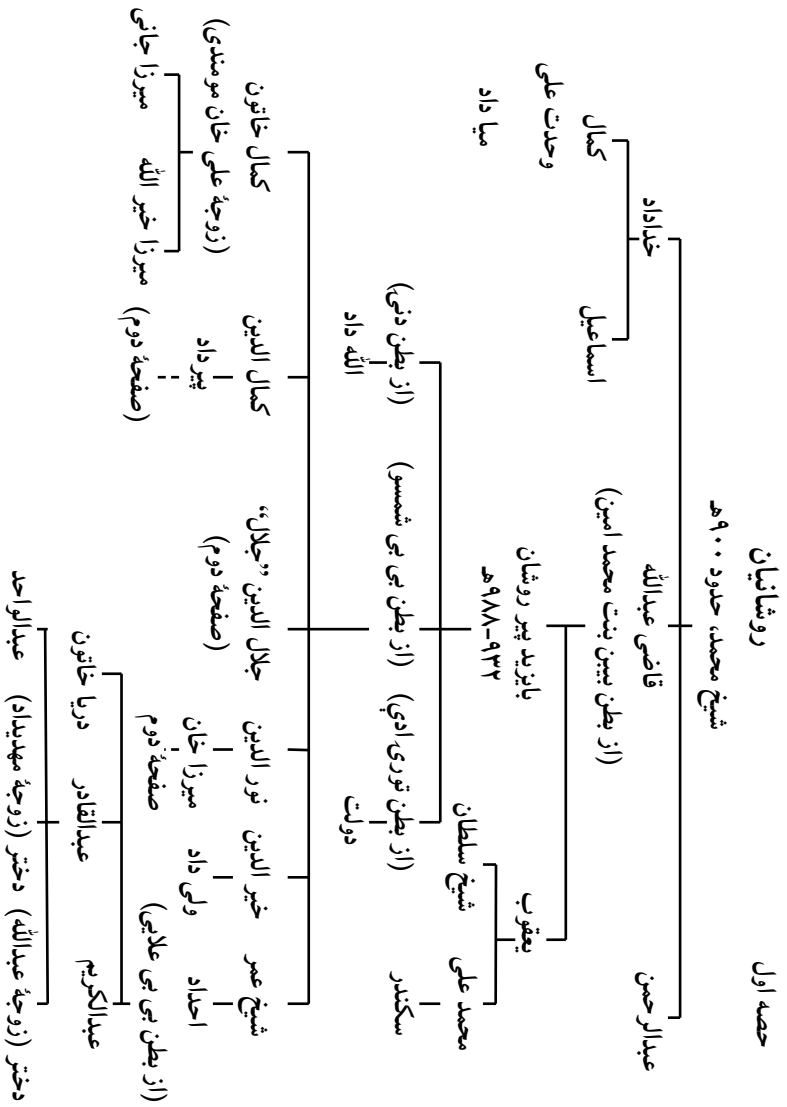 حصه اول
روشانیان
شیخ محمد، حدود ۹۰۰هـ
عبدالرحمن
قاضی عبدالله
خداداد
(از بطن بیبن بنت محمد امین)
اسماعیل
کمال
یعقوب
بایزید پیر روشان
وحدت علی
۹۳۲-۹۸۸هـ
میا داد
محمد علی
شیخ سلطان
سکندر
(از بطن توری ادې)
(از بطن بی بی شمسو)
(از بطن دنی)
دولت
الله داد
شیخ عمر
خیر الدین
نور الدین
جلال الدین ”جلال“
کمال الدین
کمال خاتون
(صفحهٔ دوم)
(زوجهٔ علی خان مومندی)
احداد
ولی داد
میرزا خان
پیرداد
(از بطن بی بی علایی)
صفحهٔ دوم
(صفحهٔ دوم)
میرزا خیر الله
میرزا جانی
عبدالکریم
عبدالقادر
دریا خاتون
دختر (زوجهٔ عبدالله)
دختر (زوجهٔ مهدیداد)
عبدالواحد